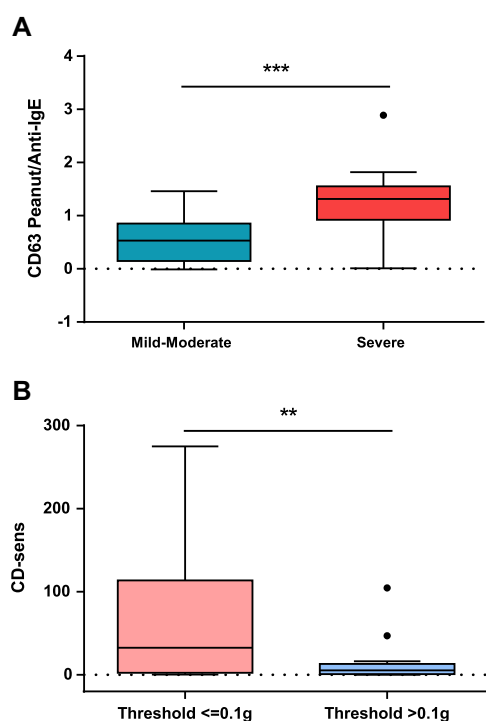 A
CD63 Peanut/Anti-IgE
4
3
2
1
0
-1
***
Mild-Moderate Severe
B
CD-sens
300
200
100
0
**
Threshold <=0.1g Threshold >0.1g